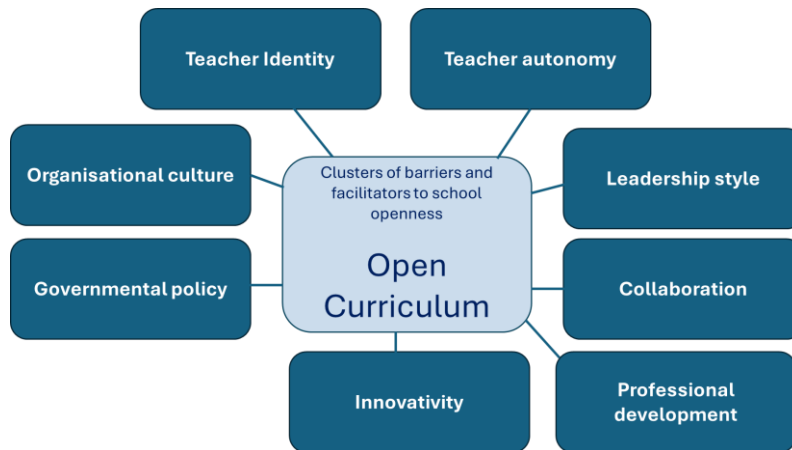 Teacher Identity
Teacher autonomy
Organisational culture
Clusters of barriers and
facilitators to school
openness
Leadership style
Open
Curriculum
Governmental policy
Collaboration
Innovativity
Professional
development